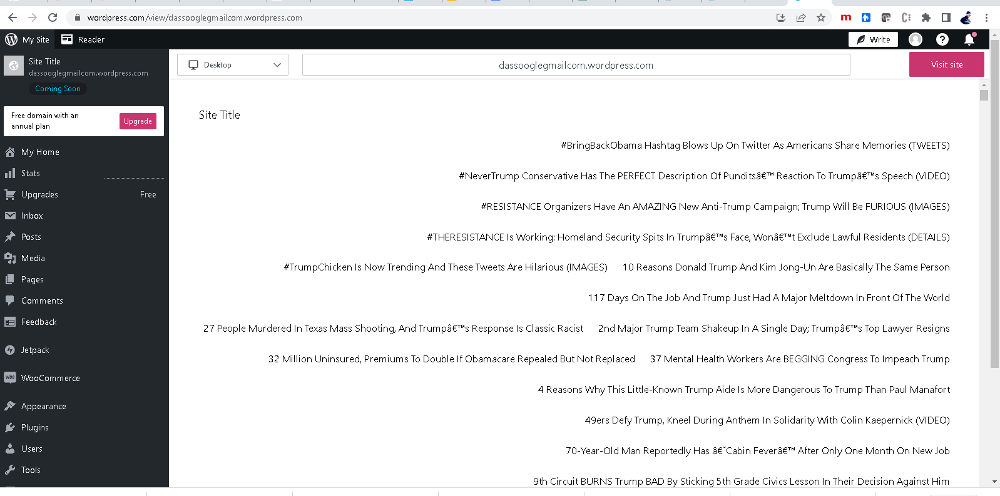 wordpress.com/view/dassooglegmailcom.wordpress.com
My Site Reader Write
Site Title
dassooglegmailcom.wordpress.com
Coming Soon
Free domain with an
annual plan
Upgrade
My Home
Stats
Upgrades Free
Inbox
Posts
Media
Pages
Comments
Feedback
Jetpack
WooCommerce
Appearance
Plugins
Users
Tools
Desktop dassooglegmailcom.wordpress.com Visit site
Site Title
#BringBackObama Hashtag Blows Up On Twitter As Americans Share Memories (TWEETS)
#NeverTrump Conservative Has The PERFECT Description Of Punditsâ€™ Reaction To Trumpâ€™s Speech (VIDEO)
#RESISTANCE Organizers Have An AMAZING New Anti-Trump Campaign; Trump Will Be FURIOUS (IMAGES)
#THERESISTANCE Is Working: Homeland Security Spits In Trumpâ€™s Face, Wonâ€™t Exclude Lawful Residents (DETAILS)
#TrumpChicken Is Now Trending And These Tweets Are Hilarious (IMAGES) 10 Reasons Donald Trump And Kim Jong-Un Are Basically The Same Person
117 Days On The Job And Trump Just Had A Major Meltdown In Front Of The World
27 People Murdered In Texas Mass Shooting, And Trumpâ€™s Response Is Classic Racist 2nd Major Trump Team Shakeup In A Single Day; Trumpâ€™s Top Lawyer Resigns
32 Million Uninsured, Premiums To Double If Obamacare Repealed But Not Replaced 37 Mental Health Workers Are BEGGING Congress To Impeach Trump
4 Reasons Why This Little-Known Trump Aide Is More Dangerous To Trump Than Paul Manafort
49ers Defy Trump, Kneel During Anthem In Solidarity With Colin Kaepernick (VIDEO)
70-Year-Old Man Reportedly Has â€˜Cabin Feverâ€™ After Only One Month On New Job
9th Circuit BURNS Trump BAD By Sticking 5th Grade Civics Lesson In Their Decision Against Him